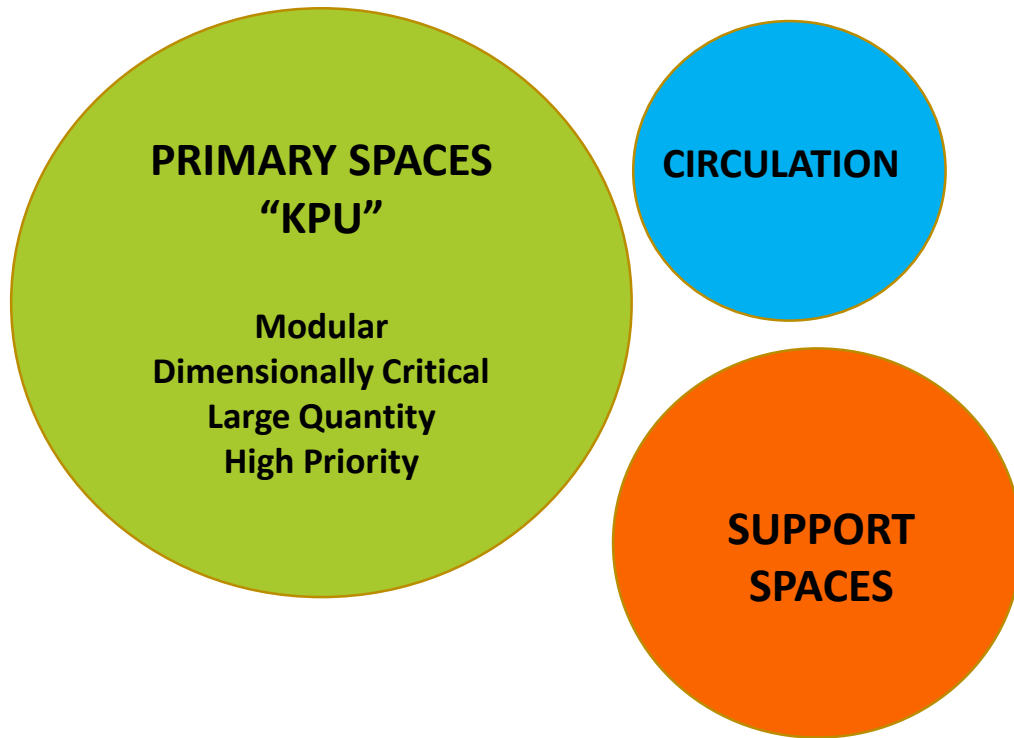 PRIMARY SPACES
“KPU”
Modular
Dimensionally Critical
Large Quantity
High Priority
CIRCULATION
SUPPORT
SPACES